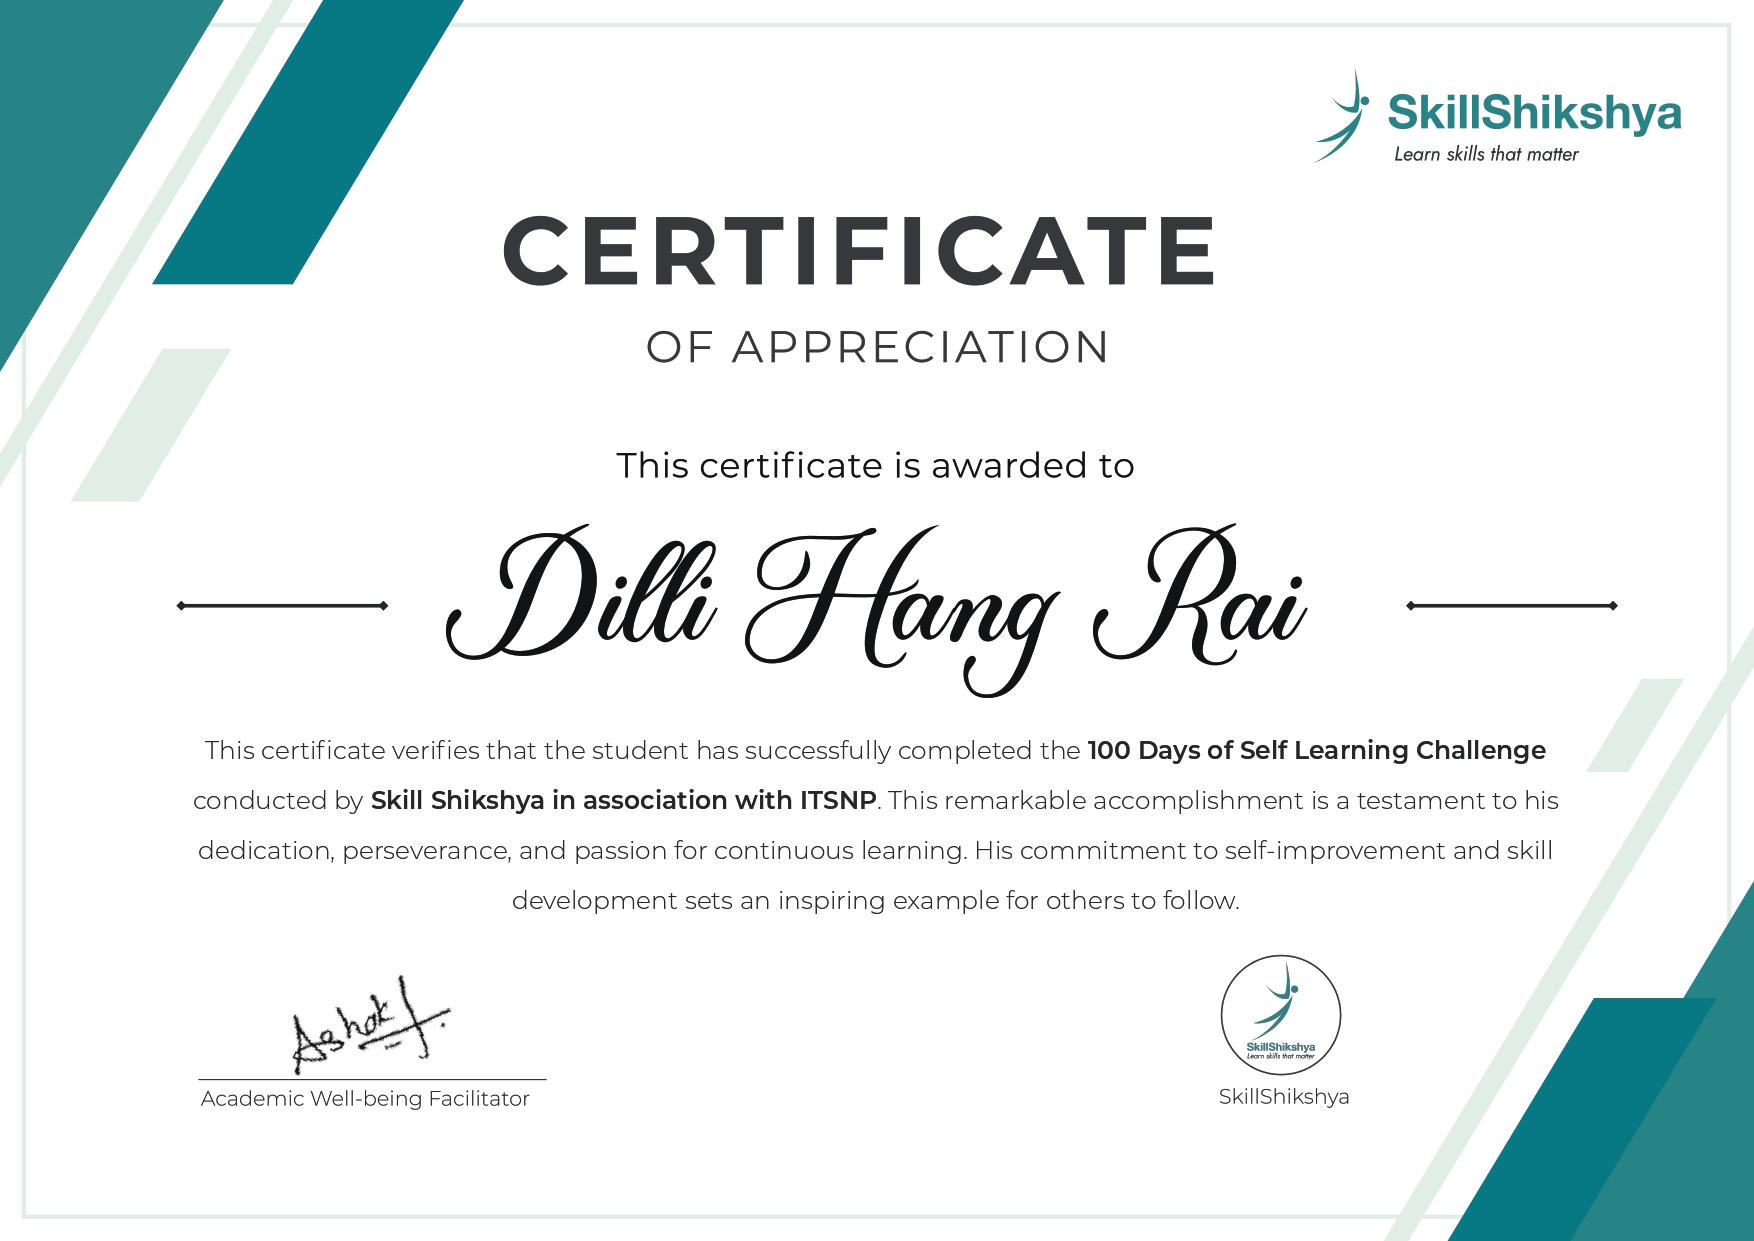 SkillShikshya
Learn skills that matter
CERTIFICATE
OF APPRECIATION
This certificate is awarded to
Dilli Hang Rai
This certificate verifies that the student has successfully completed the 100 Days of Self Learning Challenge
conducted by Skill Shikshya in association with ITSNP. This remarkable accomplishment is a testament to his
dedication, perseverance, and passion for continuous learning. His commitment to self-improvement and skill
development sets an inspiring example for others to follow.
Ashok
Academic Well-being Facilitator
SkillShikshya
Learn skills that matter
SkillShikshya